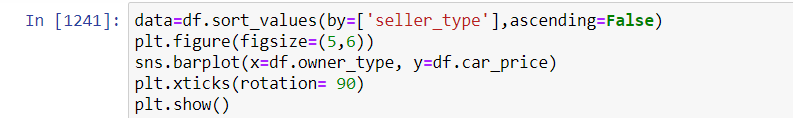 In [1241]: data=df.sort_values(by=['seller_type'],ascending=False)
plt.figure(figsize=(5,6))
sns.barplot(x=df.owner_type, y=df.car_price)
plt.xticks(rotation= 90)
plt.show()